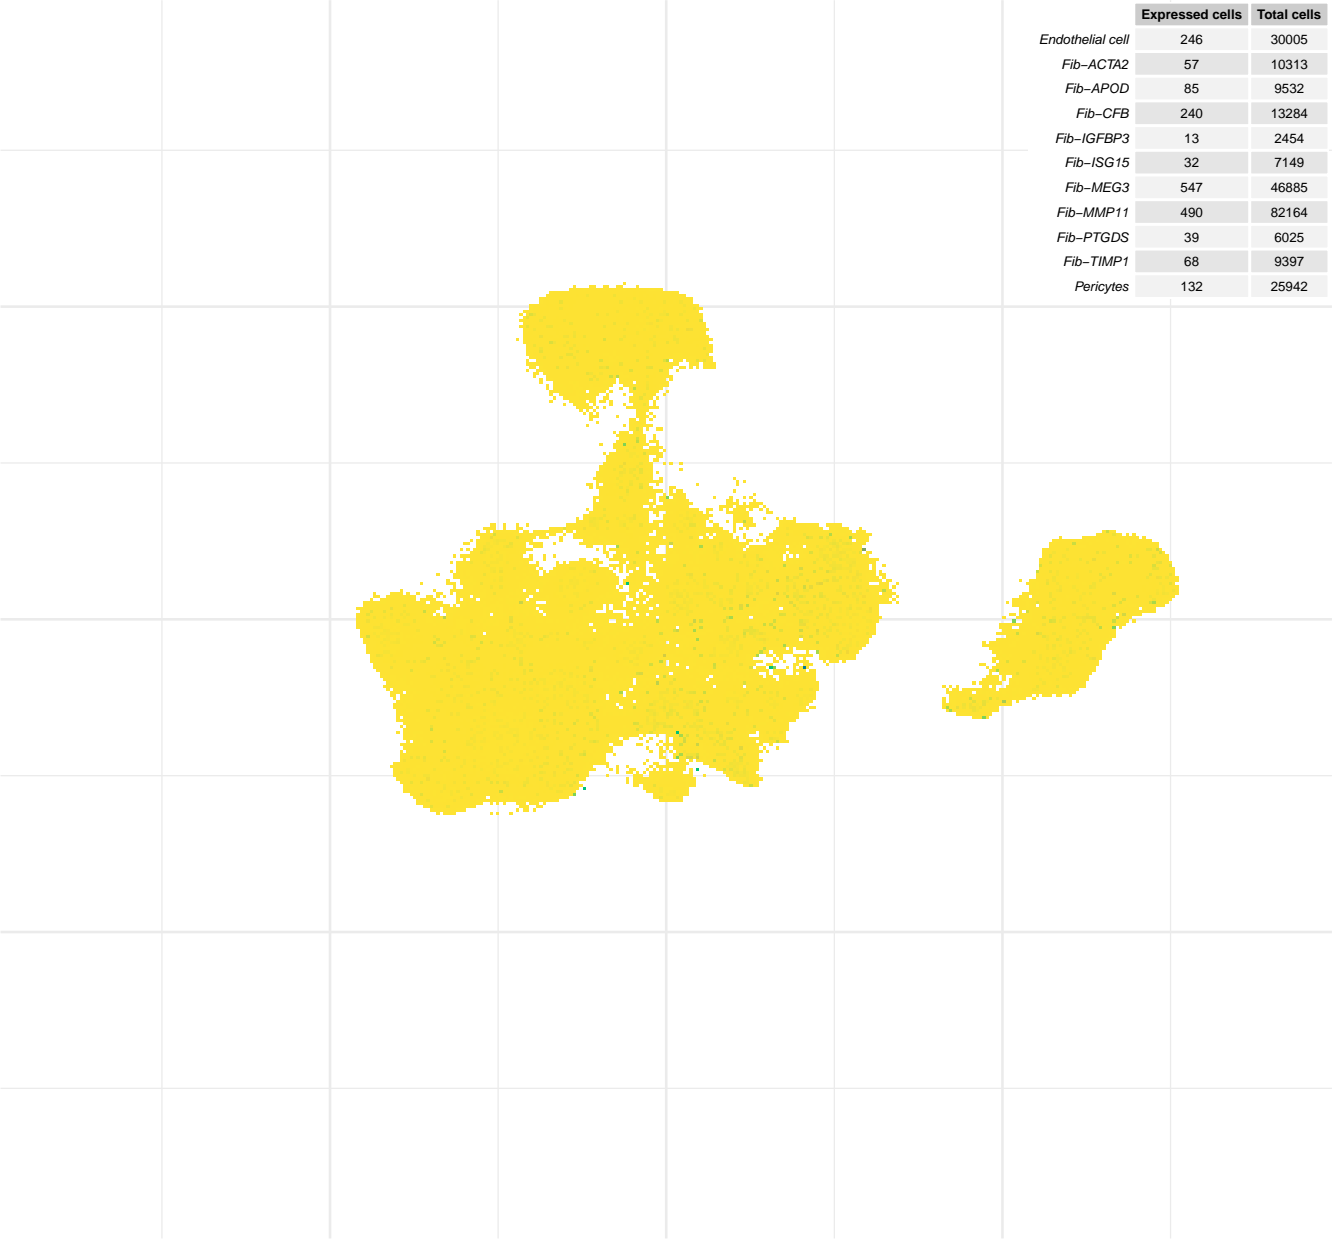 Expressed cells Total cells
Endothelial cell 246 30005
Fib−ACTA2 57 10313
Fib−APOD 85 9532
Fib−CFB 240 13284
Fib−IGFBP3 13 2454
Fib−ISG15 32 7149
Fib−MEG3 547 46885
Fib−MMP11 490 82164
Fib−PTGDS 39 6025
Fib−TIMP1 68 9397
Pericytes 132 25942